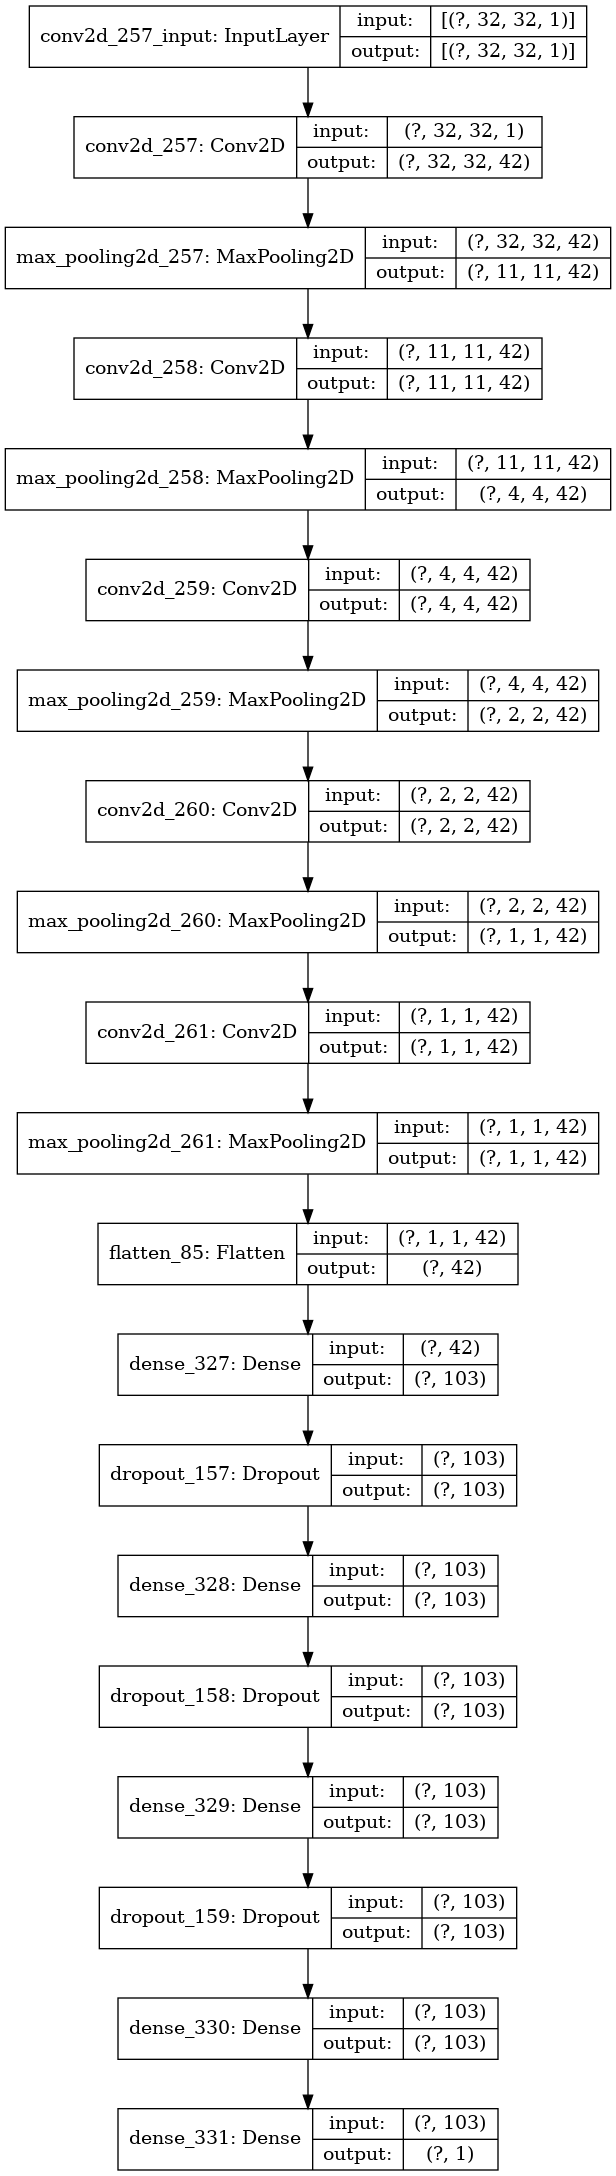 conv2d_257_input: InputLayer
input: [(?, 32, 32, 1)]
output: [(?, 32, 32, 1)]
conv2d_257: Conv2D
input: (?, 32, 32, 1)
output: (?, 32, 32, 42)
max_pooling2d_257: MaxPooling2D
input: (?, 32, 32, 42)
output: (?, 11, 11, 42)
conv2d_258: Conv2D
input: (?, 11, 11, 42)
output: (?, 11, 11, 42)
max_pooling2d_258: MaxPooling2D
input: (?, 11, 11, 42)
output: (?, 4, 4, 42)
conv2d_259: Conv2D
input: (?, 4, 4, 42)
output: (?, 4, 4, 42)
max_pooling2d_259: MaxPooling2D
input: (?, 4, 4, 42)
output: (?, 2, 2, 42)
conv2d_260: Conv2D
input: (?, 2, 2, 42)
output: (?, 2, 2, 42)
max_pooling2d_260: MaxPooling2D
input: (?, 2, 2, 42)
output: (?, 1, 1, 42)
conv2d_261: Conv2D
input: (?, 1, 1, 42)
output: (?, 1, 1, 42)
max_pooling2d_261: MaxPooling2D
input: (?, 1, 1, 42)
output: (?, 1, 1, 42)
flatten_85: Flatten
input: (?, 1, 1, 42)
output: (?, 42)
dense_327: Dense
input: (?, 42)
output: (?, 103)
dropout_157: Dropout
input: (?, 103)
output: (?, 103)
dense_328: Dense
input: (?, 103)
output: (?, 103)
dropout_158: Dropout
input: (?, 103)
output: (?, 103)
dense_329: Dense
input: (?, 103)
output: (?, 103)
dropout_159: Dropout
input: (?, 103)
output: (?, 103)
dense_330: Dense
input: (?, 103)
output: (?, 103)
dense_331: Dense
input: (?, 103)
output: (?, 1)